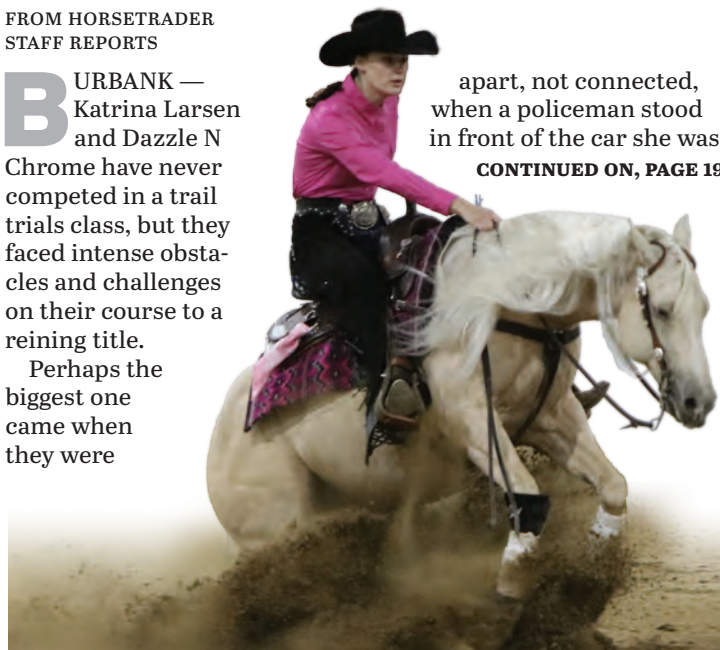 FROM HORSETRADER
STAFF REPORTS
BURBANK —
Katrina Larsen
and Dazzle N
Chrome have never
competed in a trail
trials class, but they
faced intense obsta-
cles and challenges
on their course to a
reining title.
Perhaps the
biggest one
came when
they were
apart, not connected,
when a policeman stood
in front of the car she was
CONTINUED ON, PAGE 19